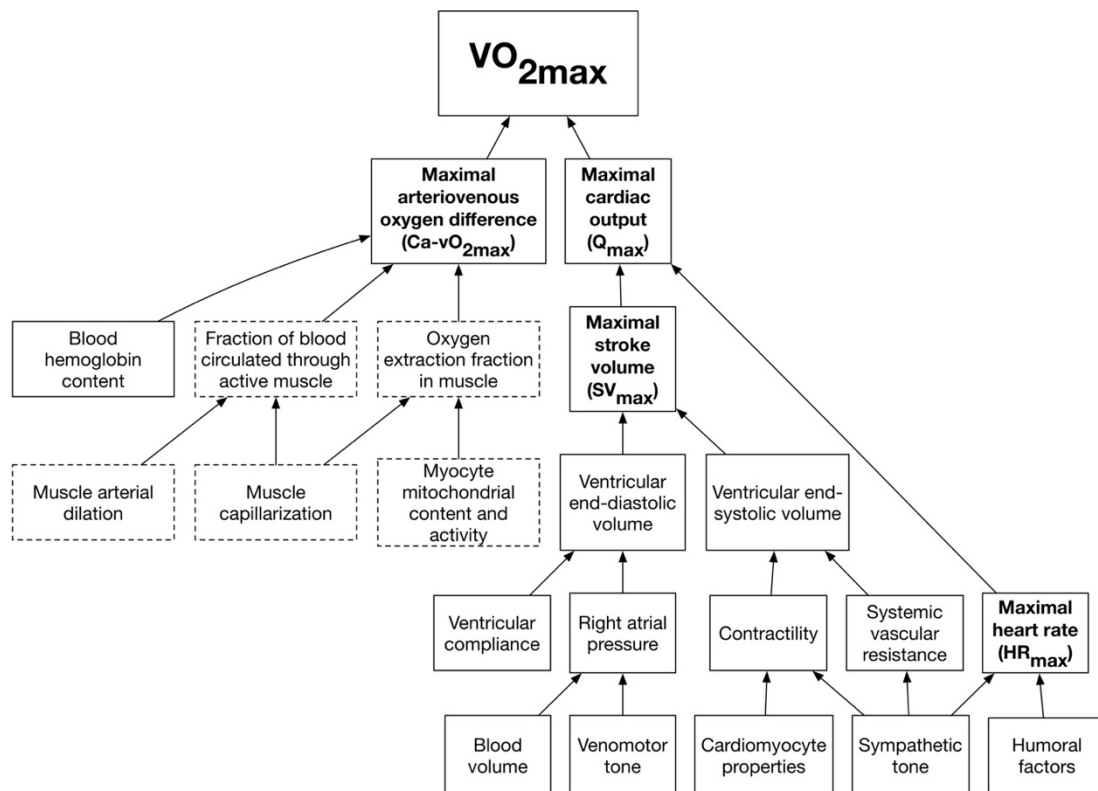 VO2max
Maximal
arteriovenous
oxygen difference
(Ca-vO2max)
Maximal
cardiac
output
(Qmax)
Blood
hemoglobin
content
Fraction of blood
circulated through
active muscle
Oxygen
extraction fraction
in muscle
Maximal
stroke
volume
(SVmax)
Muscle arterial
dilation
Muscle
capillarization
Myocyte
mitochondrial
content and
activity
Ventricular
end-diastolic
volume
Ventricular end-
systolic volume
Ventricular
compliance
Right atrial
pressure
Contractility
Systemic
vascular
resistance
Maximal
heart rate
(HRmax)
Blood
volume
Venomotor
tone
Cardiomyocyte
properties
Sympathetic
tone
Humoral
factors